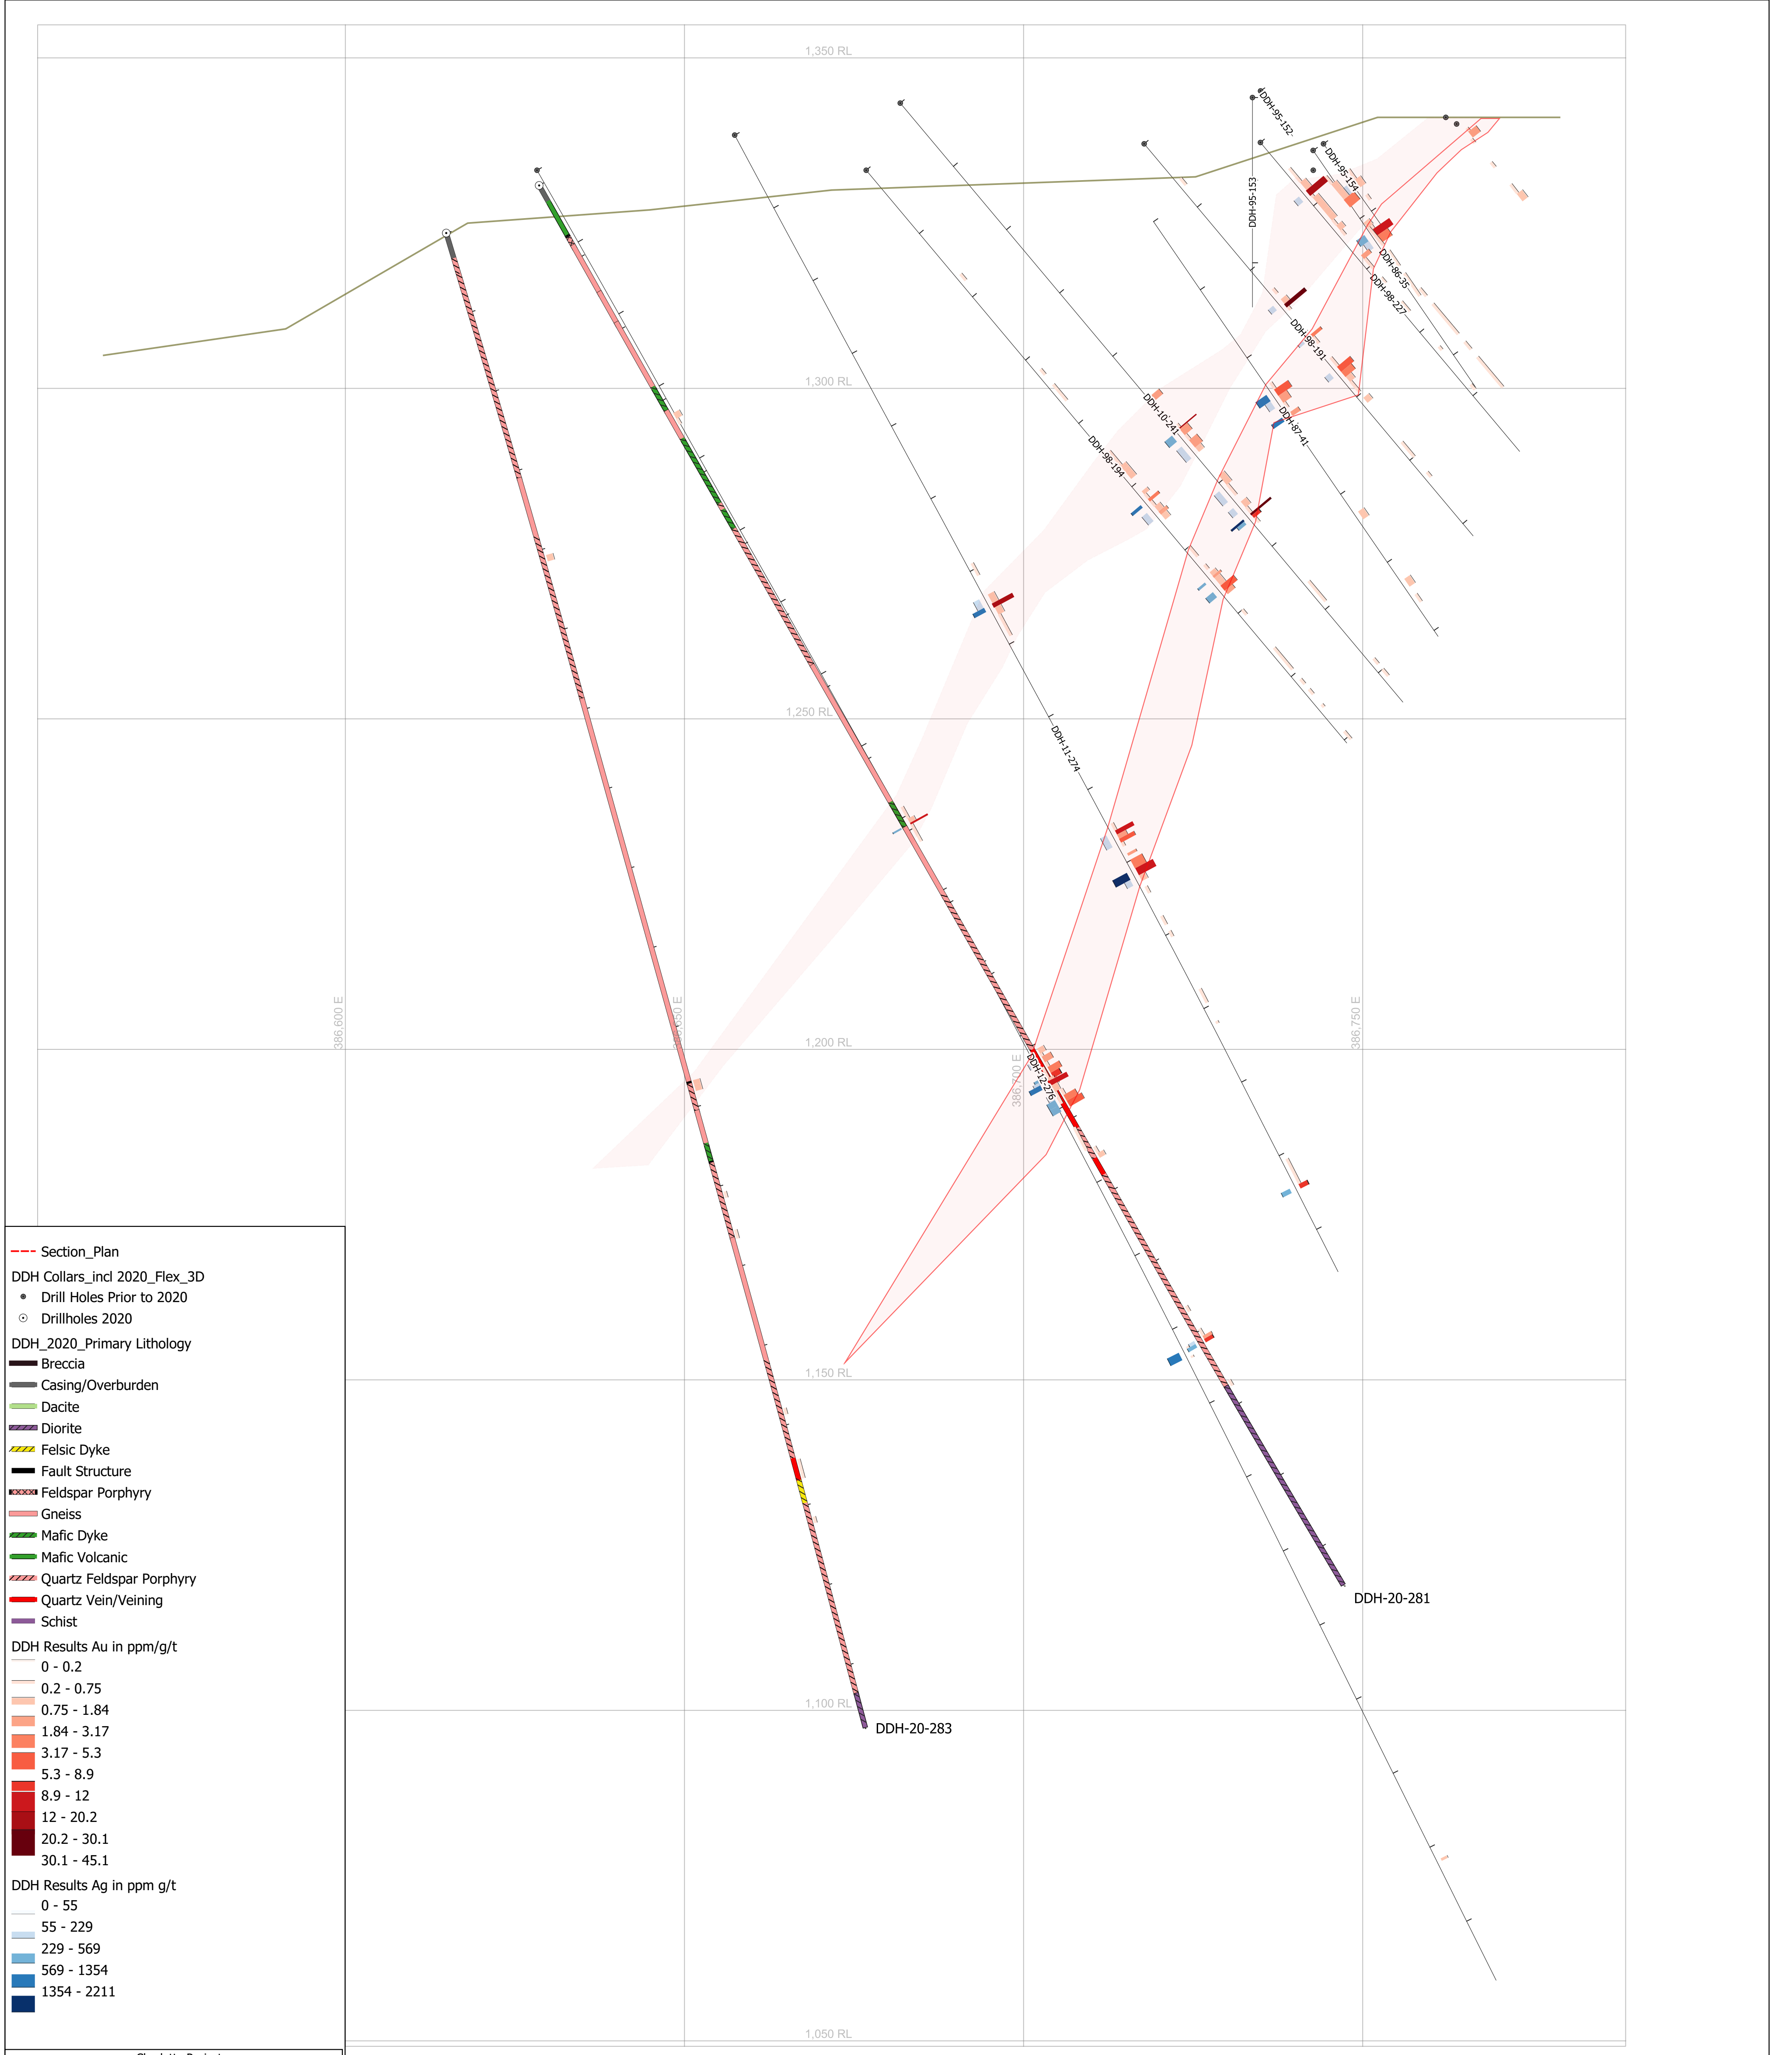 1,350 RL
DDH-95-152
DDH-95-154
DDH-95-153
DDH-86-35
DDH-98-227
DDH-98-191
1,300 RL
DDH-10-241
DDH-87-41
DDH-98-194
1,250 RL
DDH-11-274
386,600 E
386,650 E
386,700 E
386,750 E
1,200 RL
DDH-12-276
1,150 RL
DDH-20-281
1,100 RL
DDH-20-283
1,050 RL
Section_Plan
DDH Collars_incl 2020_Flex_3D
Drill Holes Prior to 2020
Drillholes 2020
DDH_2020_Primary Lithology
Breccia
Casing/Overburden
Dacite
Diorite
Felsic Dyke
Fault Structure
Feldspar Porphyry
Gneiss
Mafic Dyke
Mafic Volcanic
Quartz Feldspar Porphyry
Quartz Vein/Veining
Schist
DDH Results Au in ppm/g/t
0 - 0.2
0.2 - 0.75
0.75 - 1.84
1.84 - 3.17
3.17 - 5.3
5.3 - 8.9
8.9 - 12
12 - 20.2
20.2 - 30.1
30.1 - 45.1
DDH Results Ag in ppm g/t
0 - 55
55 - 229
229 - 569
569 - 1354
1354 - 2211